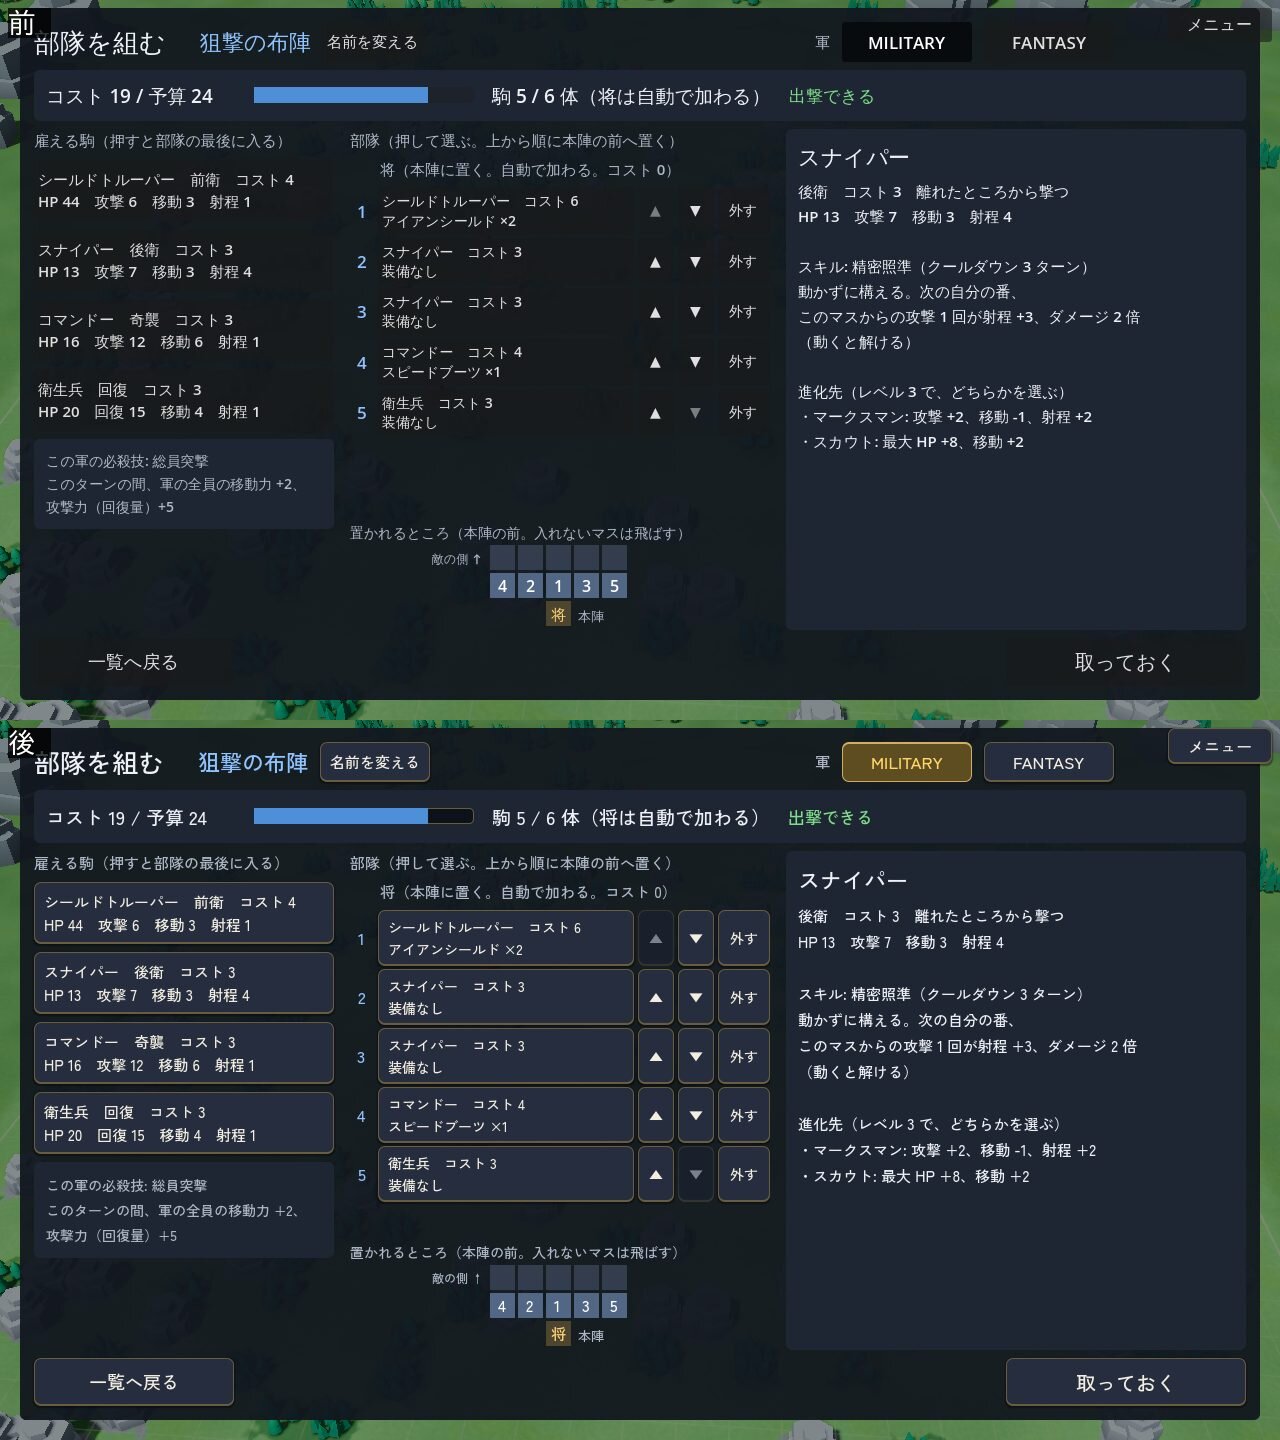 前
部隊を組む 狙撃の布陣 名前を変える 軍 MILITARY FANTASY メニュー
コスト 19 / 予算 24 駒 5 / 6 体（将は自動で加わる） 出撃できる
雇える駒（押すと部隊の最後に入る）
シールドトルーパー　前衛　コスト 4
HP 44　攻撃 6　移動 3　射程 1
スナイパー　後衛　コスト 3
HP 13　攻撃 7　移動 3　射程 4
コマンドー　奇襲　コスト 3
HP 16　攻撃 12　移動 6　射程 1
衛生兵　回復　コスト 3
HP 20　回復 15　移動 4　射程 1
この軍の必殺技: 総員突撃
このターンの間、軍の全員の移動力 +2、
攻撃力（回復量）+5
部隊（押して選ぶ。上から順に本陣の前へ置く）
将（本陣に置く。自動で加わる。コスト 0）
1 シールドトルーパー　コスト 6
アイアンシールド ×2 ▲ ▼ 外す
2 スナイパー　コスト 3
装備なし ▲ ▼ 外す
3 スナイパー　コスト 3
装備なし ▲ ▼ 外す
4 コマンドー　コスト 4
スピードブーツ ×1 ▲ ▼ 外す
5 衛生兵　コスト 3
装備なし ▲ ▼ 外す
置かれるところ（本陣の前。入れないマスは飛ばす）
敵の側 ↑
4 2 1 3 5
将 本陣
スナイパー
後衛　コスト 3　離れたところから撃つ
HP 13　攻撃 7　移動 3　射程 4
スキル: 精密照準（クールダウン 3 ターン）
動かずに構える。次の自分の番、
このマスからの攻撃 1 回が射程 +3、ダメージ 2 倍
（動くと解ける）
進化先（レベル 3 で、どちらかを選ぶ）
・マークスマン: 攻撃 +2、移動 -1、射程 +2
・スカウト: 最大 HP +8、移動 +2
一覧へ戻る 取っておく
後
部隊を組む 狙撃の布陣 名前を変える 軍 MILITARY FANTASY メニュー
コスト 19 / 予算 24 駒 5 / 6 体（将は自動で加わる） 出撃できる
雇える駒（押すと部隊の最後に入る）
シールドトルーパー　前衛　コスト 4
HP 44　攻撃 6　移動 3　射程 1
スナイパー　後衛　コスト 3
HP 13　攻撃 7　移動 3　射程 4
コマンドー　奇襲　コスト 3
HP 16　攻撃 12　移動 6　射程 1
衛生兵　回復　コスト 3
HP 20　回復 15　移動 4　射程 1
この軍の必殺技: 総員突撃
このターンの間、軍の全員の移動力 +2、
攻撃力（回復量）+5
部隊（押して選ぶ。上から順に本陣の前へ置く）
将（本陣に置く。自動で加わる。コスト 0）
1 シールドトルーパー　コスト 6
アイアンシールド ×2 ▲ ▼ 外す
2 スナイパー　コスト 3
装備なし ▲ ▼ 外す
3 スナイパー　コスト 3
装備なし ▲ ▼ 外す
4 コマンドー　コスト 4
スピードブーツ ×1 ▲ ▼ 外す
5 衛生兵　コスト 3
装備なし ▲ ▼ 外す
置かれるところ（本陣の前。入れないマスは飛ばす）
敵の側 ↑
4 2 1 3 5
将 本陣
スナイパー
後衛　コスト 3　離れたところから撃つ
HP 13　攻撃 7　移動 3　射程 4
スキル: 精密照準（クールダウン 3 ターン）
動かずに構える。次の自分の番、
このマスからの攻撃 1 回が射程 +3、ダメージ 2 倍
（動くと解ける）
進化先（レベル 3 で、どちらかを選ぶ）
・マークスマン: 攻撃 +2、移動 -1、射程 +2
・スカウト: 最大 HP +8、移動 +2
一覧へ戻る 取っておく